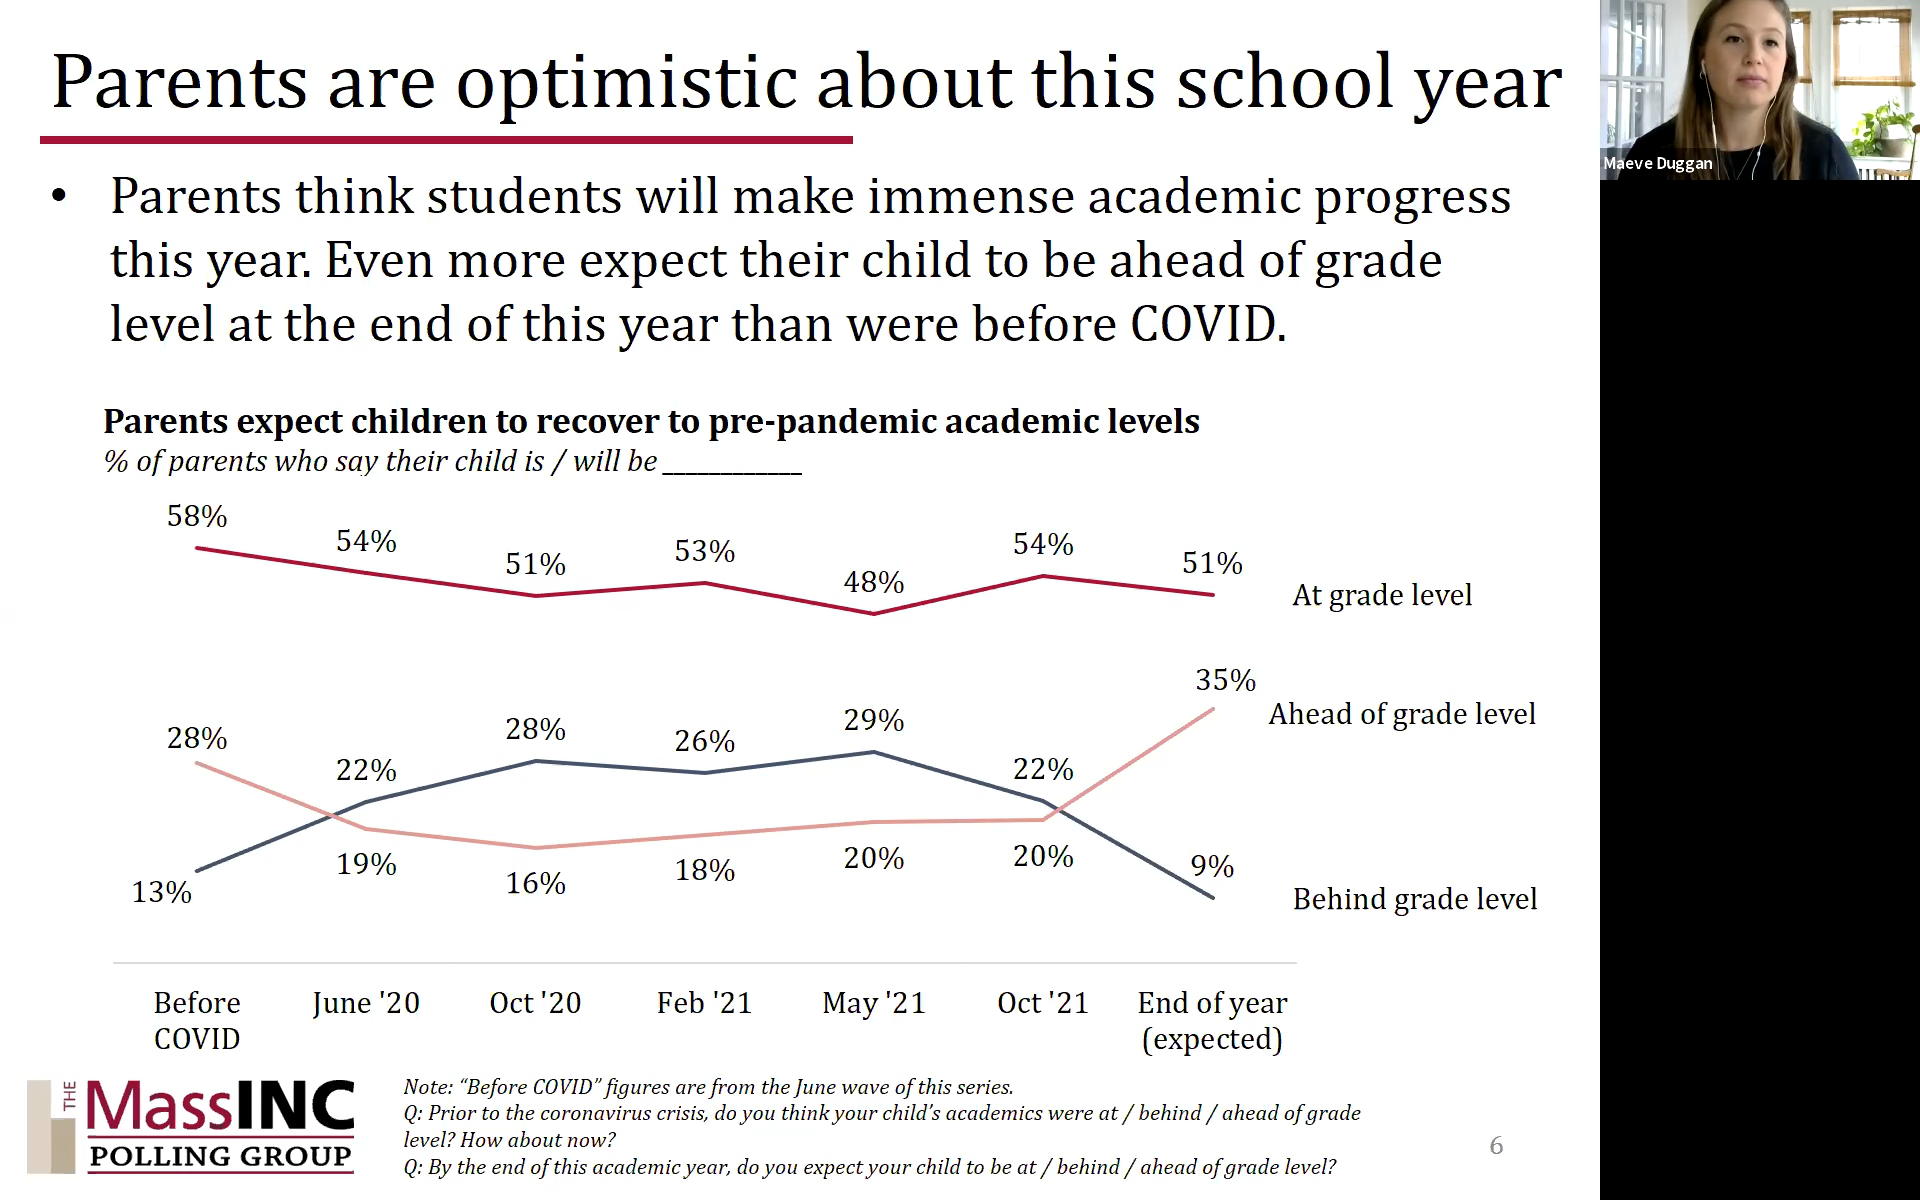 Parents are optimistic about this school year
• Parents think students will make immense academic progress
this year. Even more expect their child to be ahead of grade
level at the end of this year than were before COVID.
Parents expect children to recover to pre-pandemic academic levels
% of parents who say their child is / will be ____________
58%
54%
51%
53%
48%
54%
51%
At grade level
35%
Ahead of grade level
28%
22%
28%
26%
29%
22%
19%
16%
18%
20%
20%
13%
9%
Behind grade level
Before
COVID
June '20
Oct '20
Feb '21
May '21
Oct '21
End of year
(expected)
THE
MassINC
POLLING GROUP
Note: “Before COVID” figures are from the June wave of this series.
Q: Prior to the coronavirus crisis, do you think your child’s academics were at / behind / ahead of grade
level? How about now?
Q: By the end of this academic year, do you expect your child to be at / behind / ahead of grade level?
6
Maeve Duggan